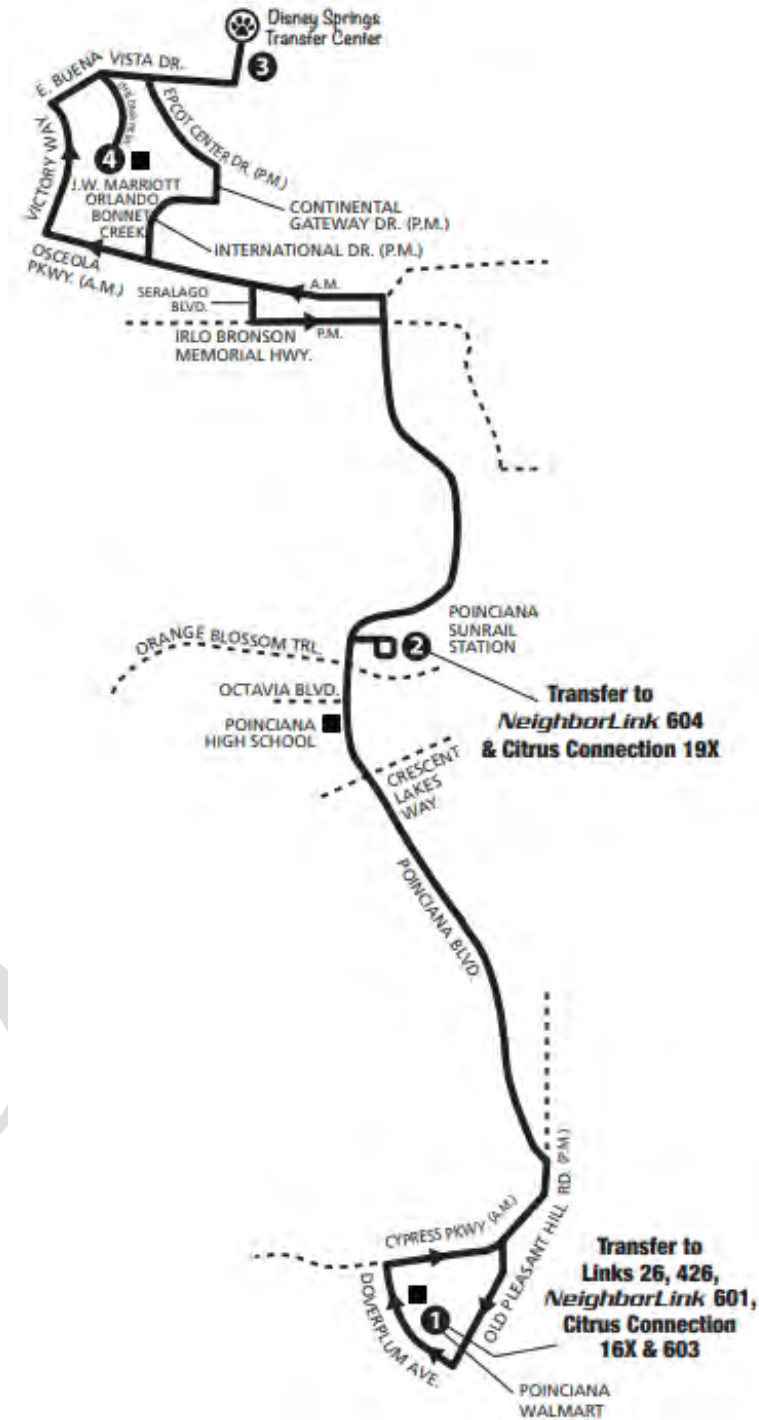 Disney Springs
Transfer Center
3
E. BUENA VISTA DR.
EPCOT CENTER DR. (P.M.)
VICTORY WAY
4
J.W. MARRIOTT
ORLANDO
BONNET
CREEK
CONTINENTAL
GATEWAY DR. (P.M.)
INTERNATIONAL DR. (P.M.)
OSCEOLA
PKWY. (A.M.)
SERALAGO
BLVD.
A.M.
P.M.
IRLO BRONSON
MEMORIAL HWY.
POINCIANA
SUNRAIL
STATION
ORANGE BLOSSOM TRL.
2
OCTAVIA BLVD.
Transfer to
NeighborLink 604
& Citrus Connection 19X
POINCIANA
HIGH SCHOOL
CRESCENT
LAKES
WAY
POINCIANA BLVD.
CYPRESS PKWY (A.M.)
OLD PLEASANT HILL RD. (P.M.)
Transfer to
Links 26, 426,
NeighborLink 601,
Citrus Connection
16X & 603
DOVERPLUM AVE.
1
POINCIANA
WALMART